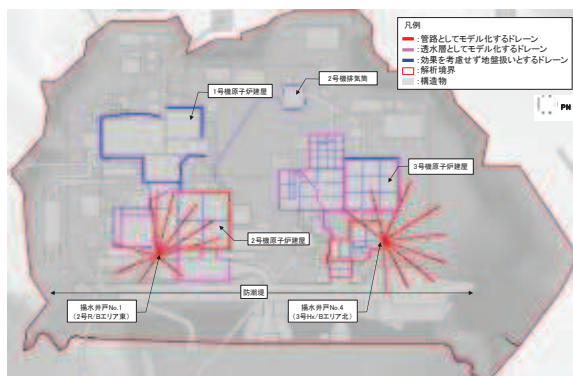 凡例
：管路としてモデル化するドレーン
：透水層としてモデル化するドレーン
：効果を考慮せず地盤扱いとするドレーン
：解析境界
：構造物
PN
2号機排気筒
1号機原子炉建屋
3号機原子炉建屋
2号機原子炉建屋
防潮堤
揚水井戸No.1
（2号R/Bエリア東）
揚水井戸No.4
（3号Hx/Bエリア北）